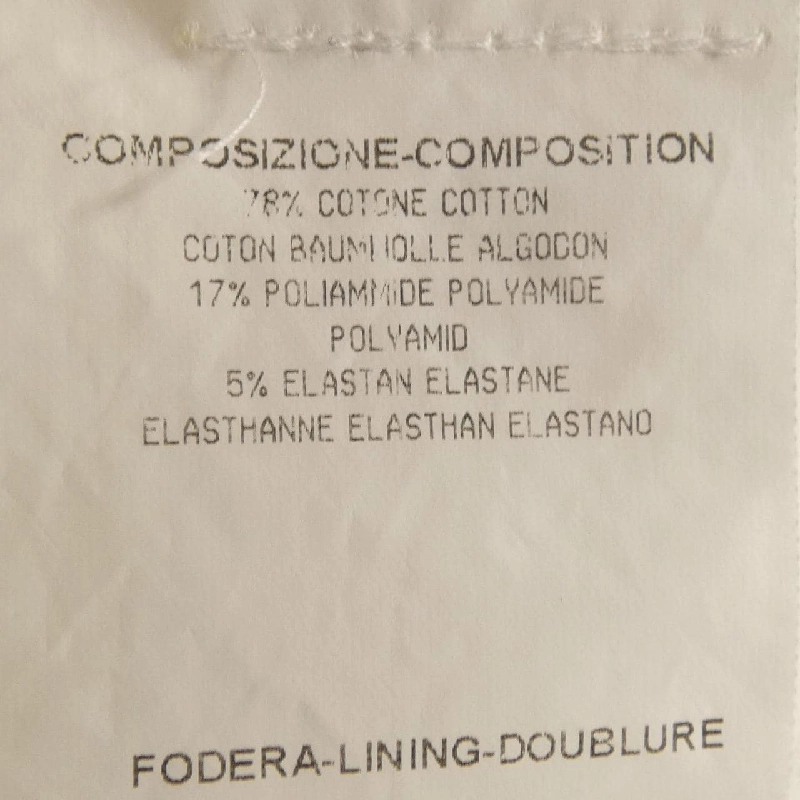 COMPOSIZIONE-COMPOSITION
78% COTONE COTTON
COTON BAUMWOLLE ALGODON
17% POLIAMMIDE POLYAMIDE
POLYAMID
5% ELASTAN ELASTANE
ELASTHANNE ELASTHAN ELASTANO
FODERA-LINING-DOUBLURE